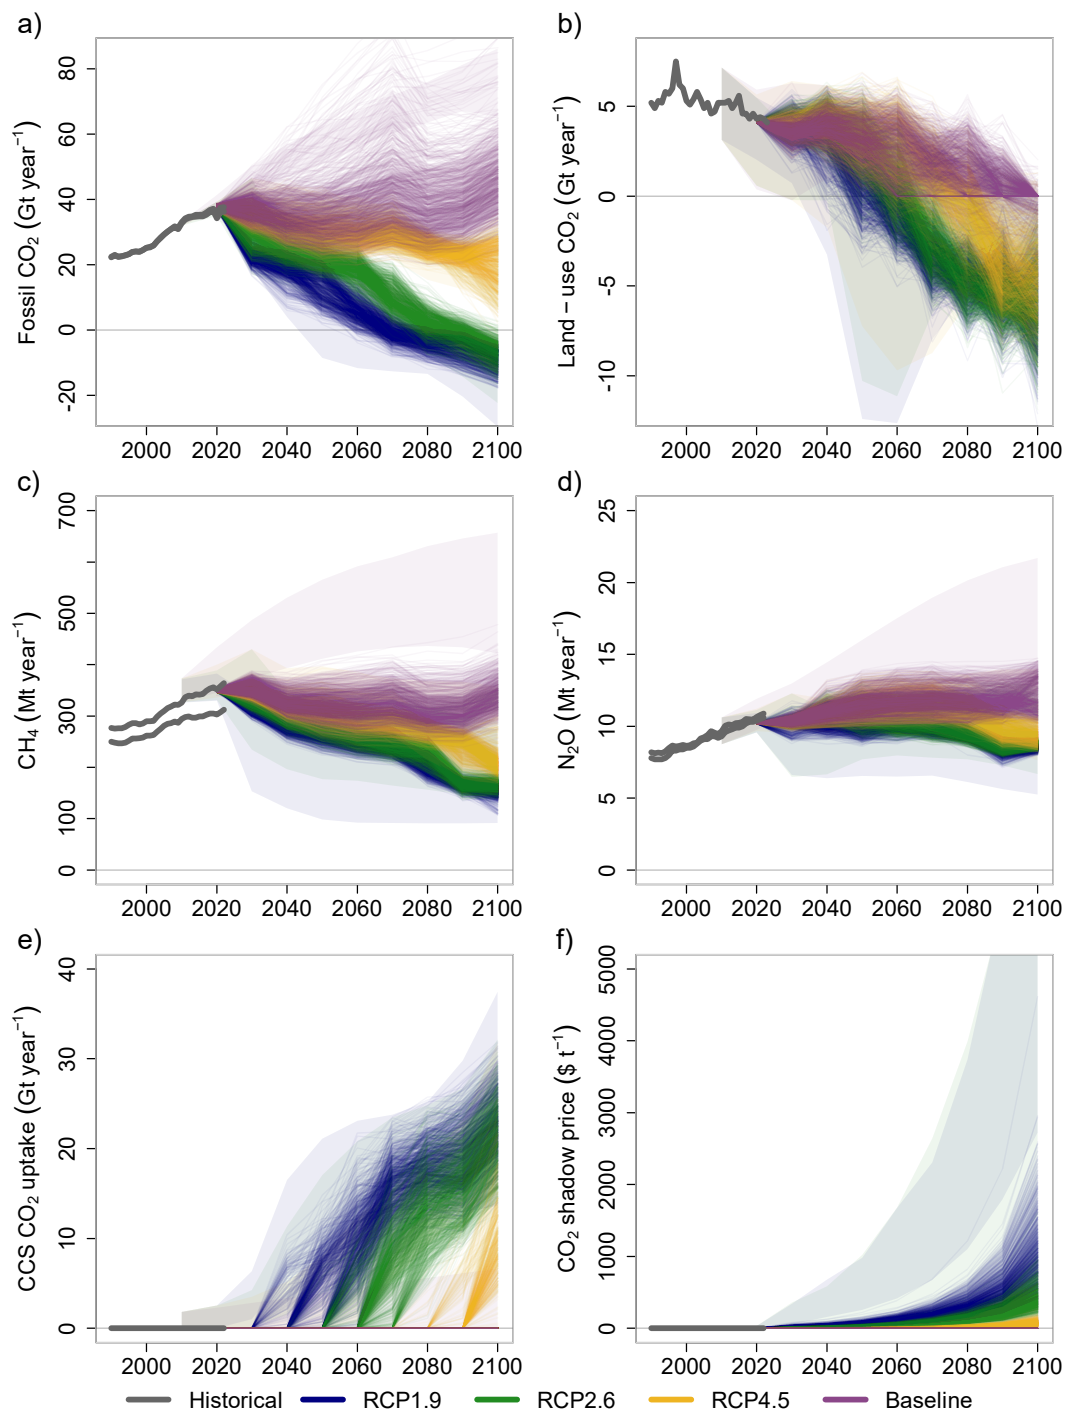 a)
Fossil CO₂ (Gt year⁻¹)
80
60
40
20
0
-20
2000 2020 2040 2060 2080 2100
b)
Land − use CO₂ (Gt year⁻¹)
5
0
-5
-10
2000 2020 2040 2060 2080 2100
c)
CH₄ (Mt year⁻¹)
700
500
300
100
0
2000 2020 2040 2060 2080 2100
d)
N₂O (Mt year⁻¹)
25
20
15
10
5
0
2000 2020 2040 2060 2080 2100
e)
CCS CO₂ uptake (Gt year⁻¹)
40
30
20
10
0
2000 2020 2040 2060 2080 2100
f)
CO₂ shadow price ($ t⁻¹)
5000
4000
3000
2000
1000
0
2000 2020 2040 2060 2080 2100
Historical RCP1.9 RCP2.6 RCP4.5 Baseline